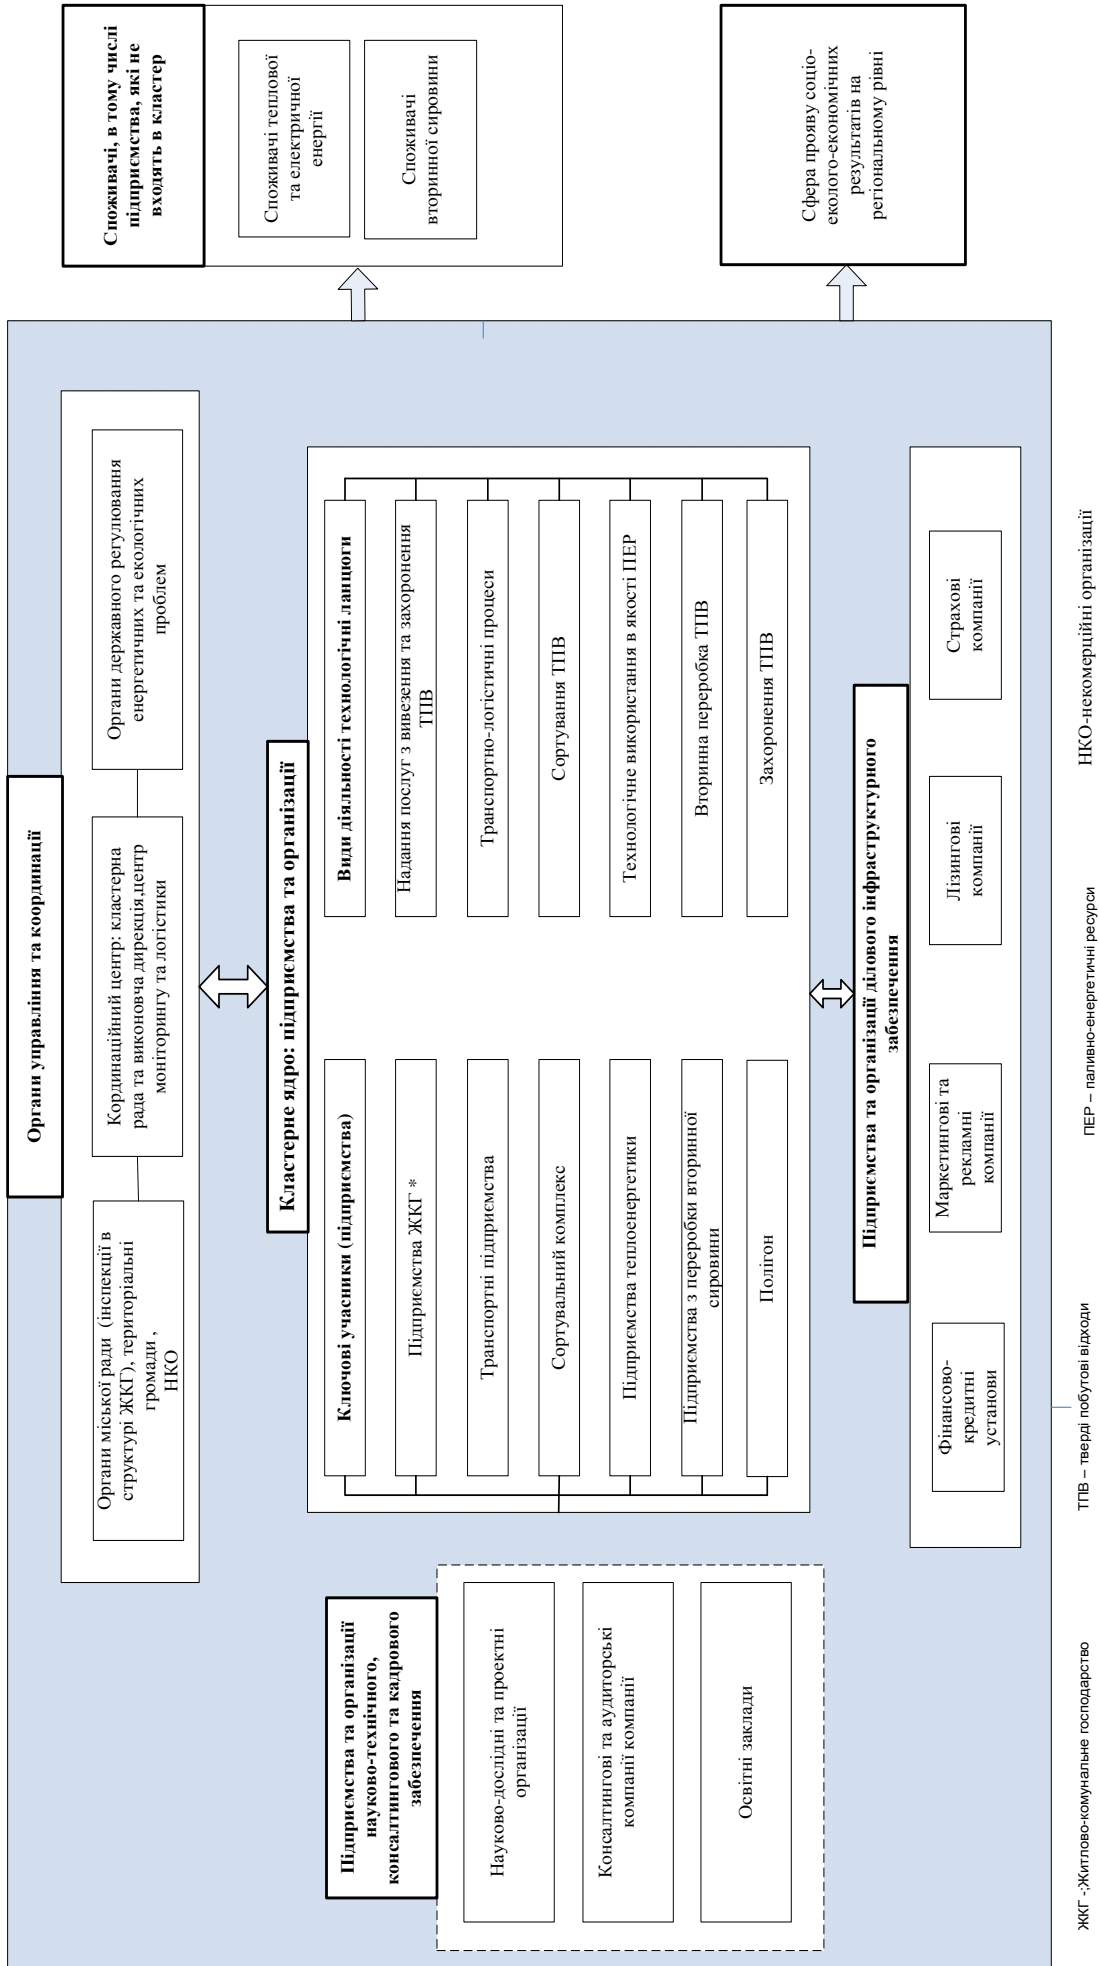 Органи управління та координації
Органи міської ради (інспекції в
структурі ЖКГ), територіальні
громади ,
НКО
Кординаційний центр: кластерна
рада та виконовча дирекція,центр
моніторингу та логістики
Органи державного регулювання
енергетичних та екологічних
проблем
Споживачі, в тому числі
підприємства, які не
входять в кластер
Споживачі теплової
та електричної
енергії
Споживачі
вторинної сировини
Підприємства та організації
науково-технічного,
консалтингового та кадрового
забезпечення
Науково-дослідні та проектні
організації
Консалтингові та аудиторські
компанії компанії
Освітні заклади
Кластерне ядро: підприємства та організації
Ключові учасники (підприємства)
Підприємства ЖКГ *
Транспортні підприємства
Сортувальний комплекс
Підприємства теплоенергетики
Підприємства з переробки вторинної
сировини
Полігон
Види діяльності технологічні ланцюги
Надання послуг з вивезення та захоронення
ТПВ
Транспортно-логістичні процеси
Сортування ТПВ
Технологічне використання в якості ПЕР
Вторинна переробка ТПВ
Захоронення ТПВ
Сфера прояву соціо-
еколого-економічних
результатів на
регіональному рівні
Підприємства та організації ділового інфраструктурного
забезпечення
Фінансово-
кредитні
установи
Маркетингові та
рекламні
компанії
Лізингові
компанії
Страхові
компанії
ЖКГ -;Житлово-комунальне господарство
ТПВ – тверді побутові відходи
ПЕР – паливно-енергетичні ресурси
НКО-некомерційні організації